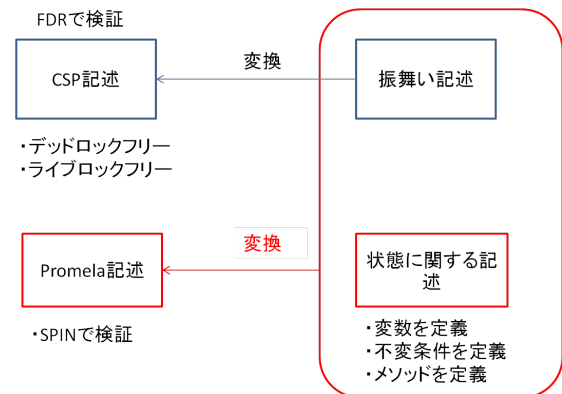 FDRで検証
CSP記述
変換
振舞い記述
・デッドロックフリー
・ライブロックフリー
変換
Promela記述
状態に関する記
述
・SPINで検証
・変数を定義
・不変条件を定義
・メソッドを定義